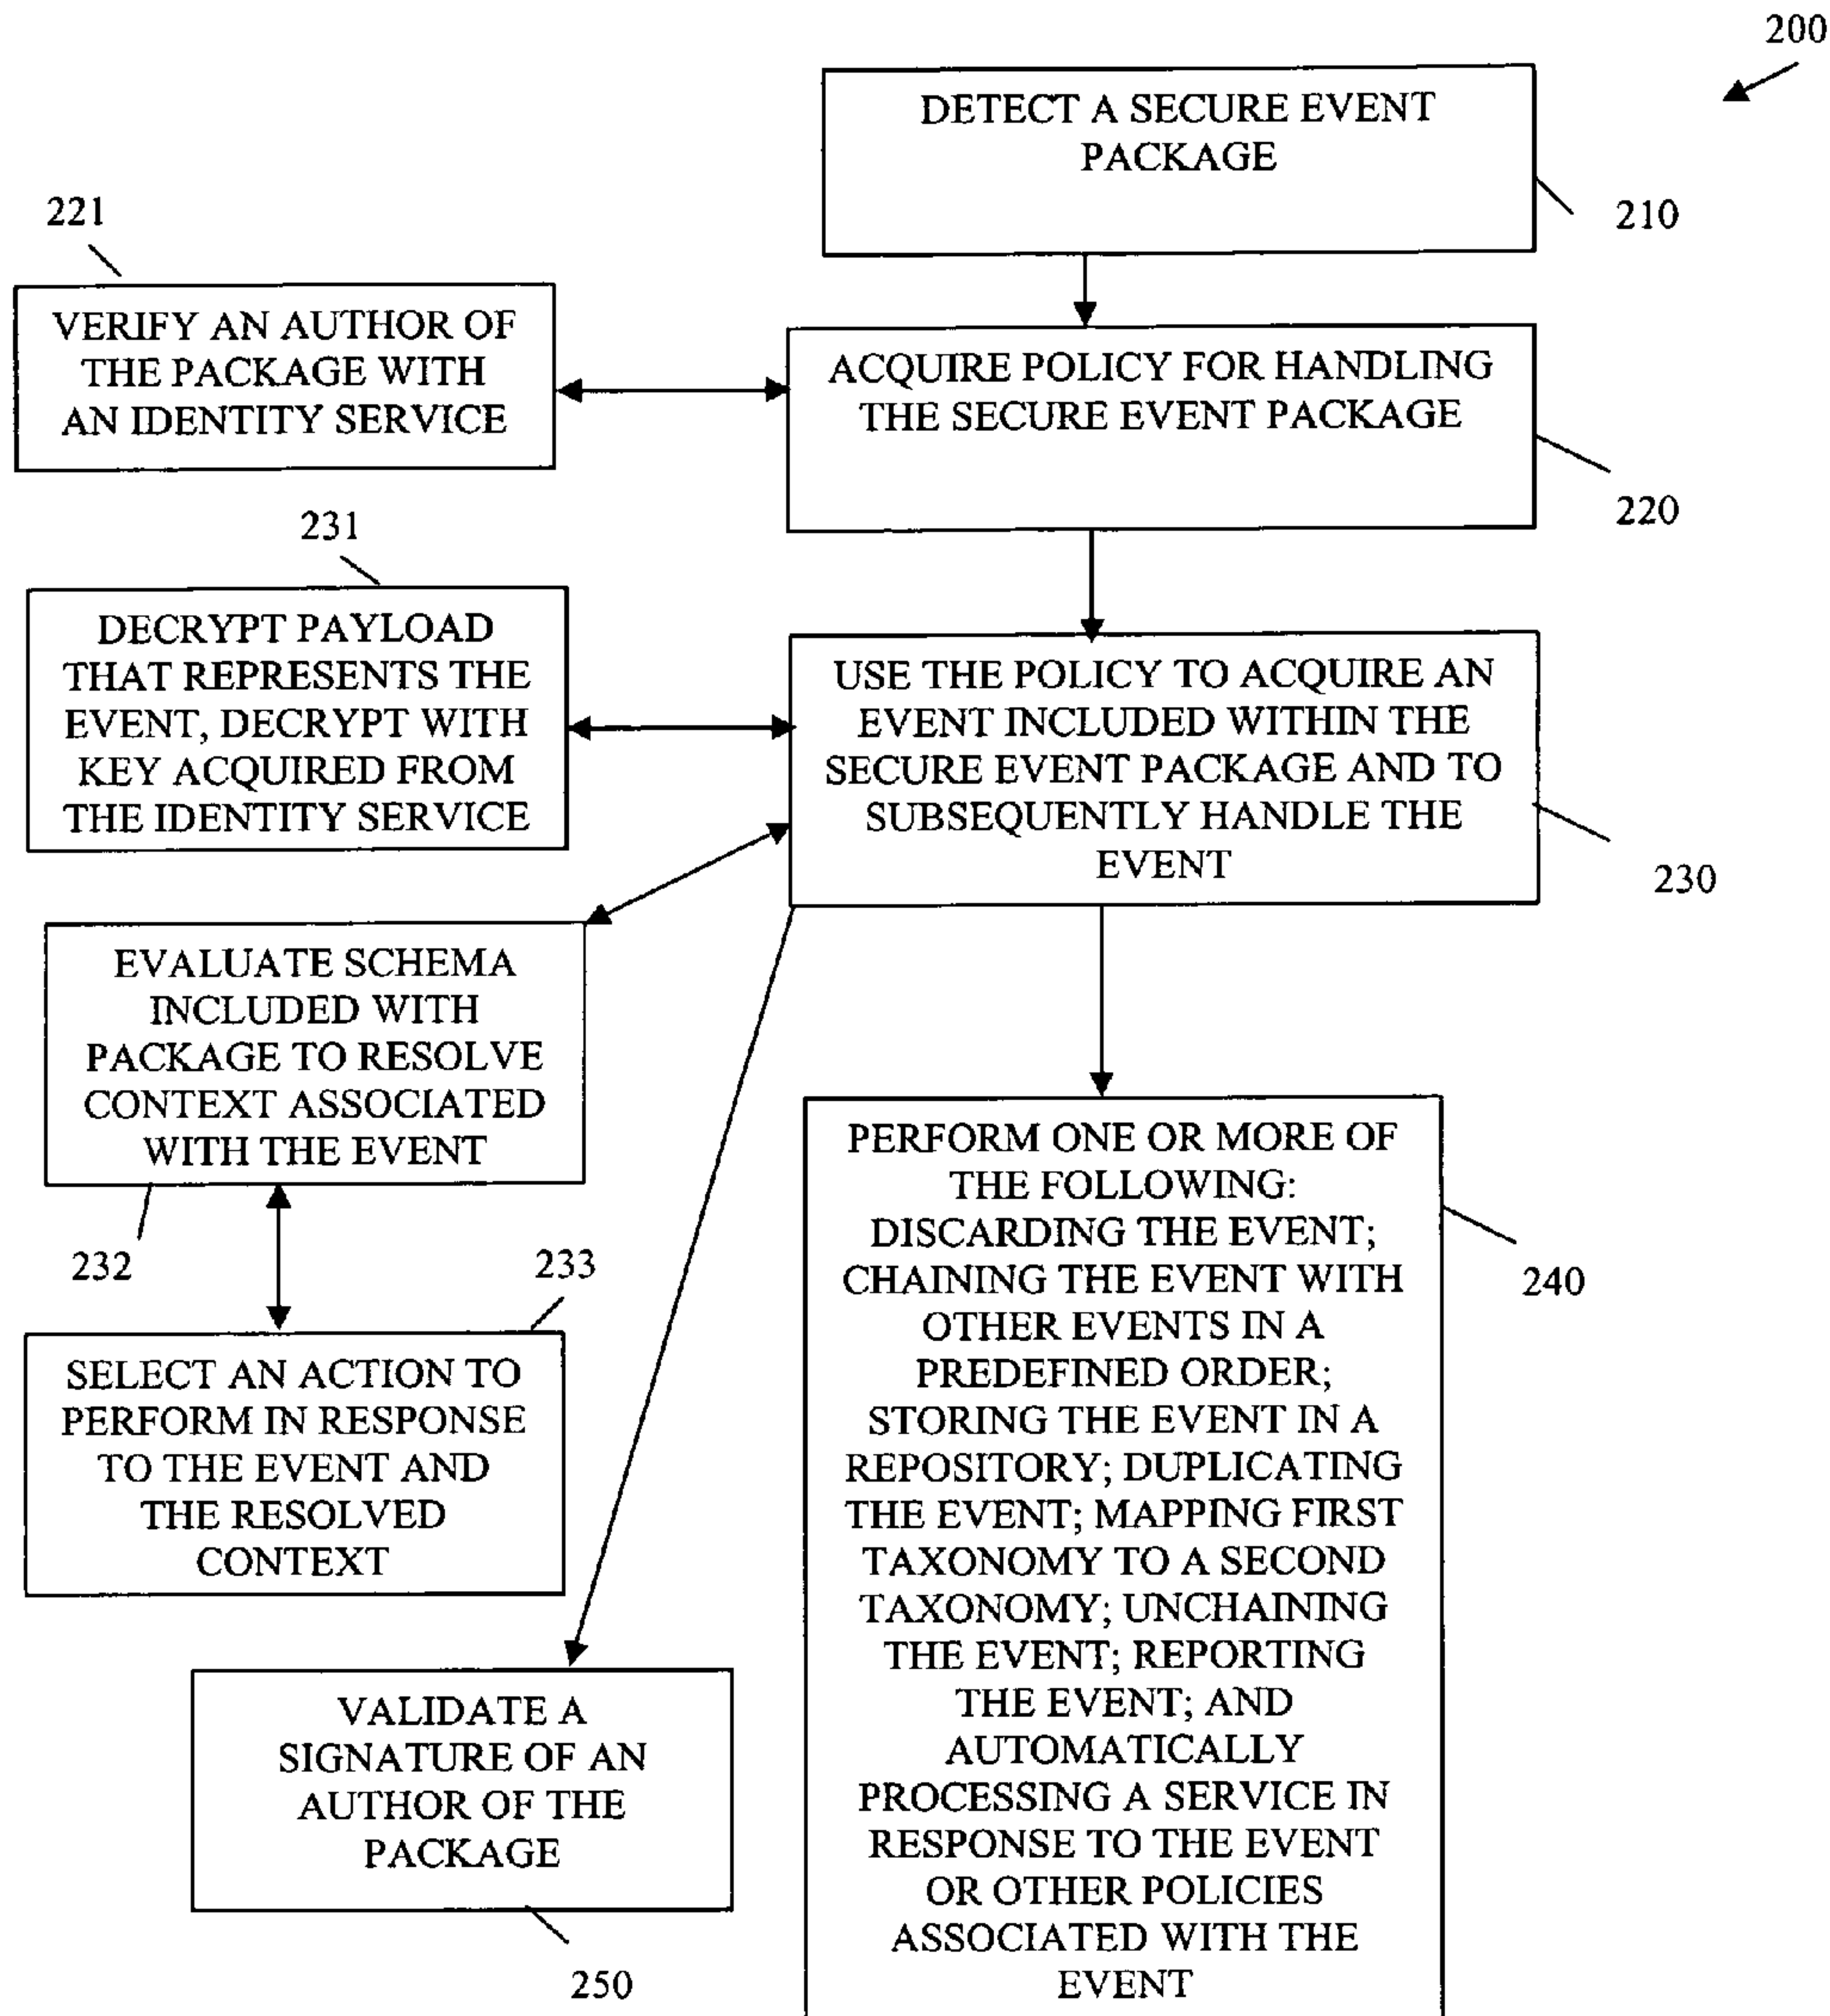 200
DETECT A SECURE EVENT
PACKAGE
210
221
VERIFY AN AUTHOR OF
THE PACKAGE WITH
AN IDENTITY SERVICE
ACQUIRE POLICY FOR HANDLING
THE SECURE EVENT PACKAGE
220
231
DECRYPT PAYLOAD
THAT REPRESENTS THE
EVENT, DECRYPT WITH
KEY ACQUIRED FROM
THE IDENTITY SERVICE
USE THE POLICY TO ACQUIRE AN
EVENT INCLUDED WITHIN THE
SECURE EVENT PACKAGE AND TO
SUBSEQUENTLY HANDLE THE
EVENT
230
EVALUATE SCHEMA
INCLUDED WITH
PACKAGE TO RESOLVE
CONTEXT ASSOCIATED
WITH THE EVENT
232
233
SELECT AN ACTION TO
PERFORM IN RESPONSE
TO THE EVENT AND
THE RESOLVED
CONTEXT
PERFORM ONE OR MORE OF
THE FOLLOWING:
DISCARDING THE EVENT;
CHAINING THE EVENT WITH
OTHER EVENTS IN A
PREDEFINED ORDER;
STORING THE EVENT IN A
REPOSITORY; DUPLICATING
THE EVENT; MAPPING FIRST
TAXONOMY TO A SECOND
TAXONOMY; UNCHAINING
THE EVENT; REPORTING
THE EVENT; AND
AUTOMATICALLY
PROCESSING A SERVICE IN
RESPONSE TO THE EVENT
OR OTHER POLICIES
ASSOCIATED WITH THE
EVENT
240
VALIDATE A
SIGNATURE OF AN
AUTHOR OF THE
PACKAGE
250